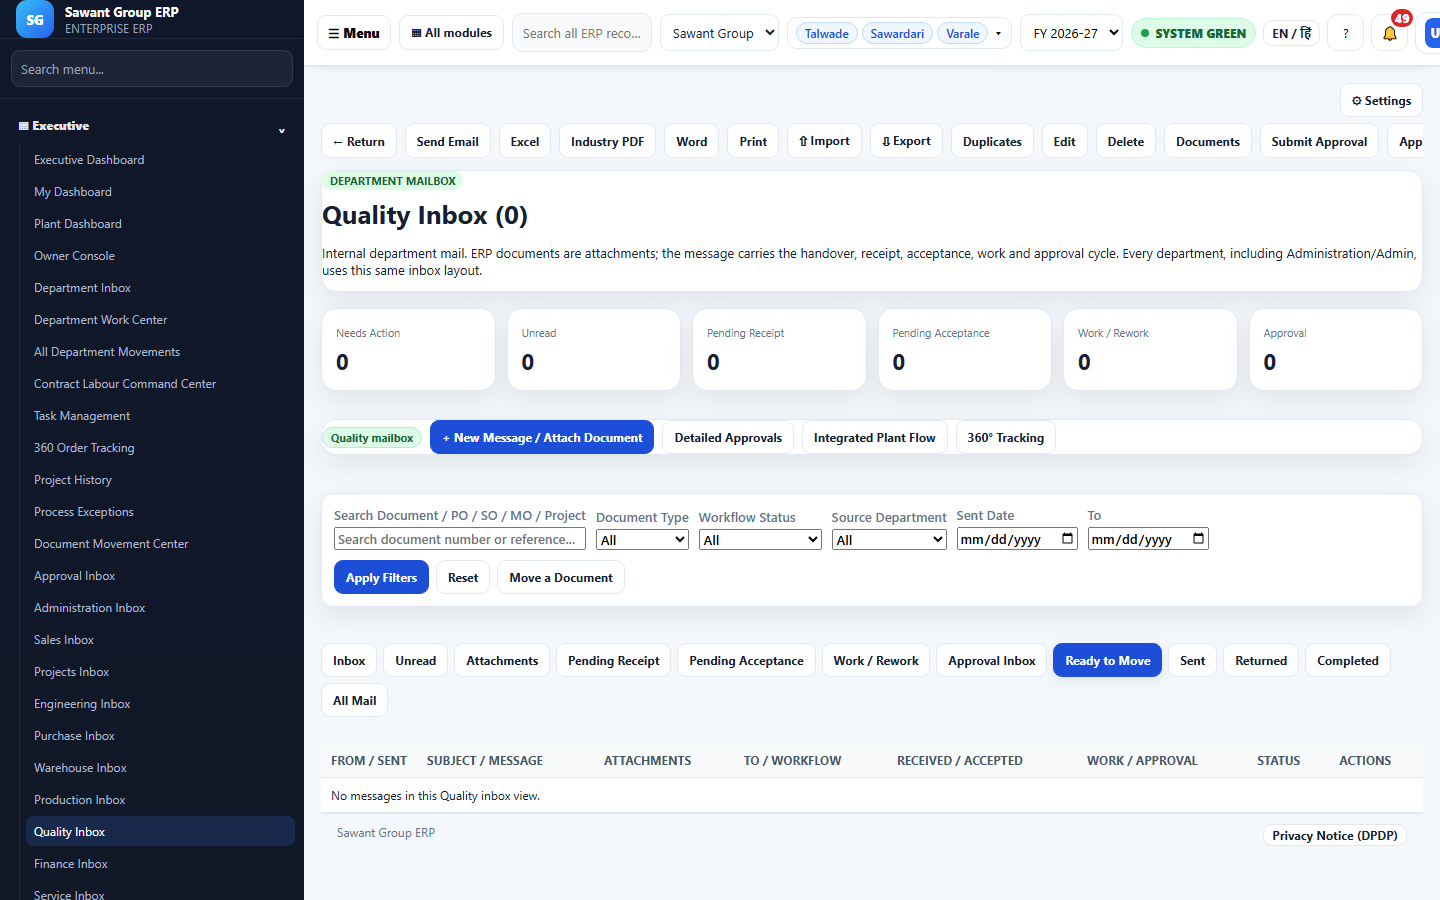 SG
Sawant Group ERP
ENTERPRISE ERP
Search menu...
Executive
Executive Dashboard
My Dashboard
Plant Dashboard
Owner Console
Department Inbox
Department Work Center
All Department Movements
Contract Labour Command Center
Task Management
360 Order Tracking
Project History
Process Exceptions
Document Movement Center
Approval Inbox
Administration Inbox
Sales Inbox
Projects Inbox
Engineering Inbox
Purchase Inbox
Warehouse Inbox
Production Inbox
Quality Inbox
Finance Inbox
Service Inbox
☰ Menu
All modules
Search all ERP reco...
Sawant Group
Talwade
Sawardari
Varale
FY 2026-27
SYSTEM GREEN
EN / हिं
?
49
U
⚙ Settings
← Return
Send Email
Excel
Industry PDF
Word
Print
⇧ Import
⇩ Export
Duplicates
Edit
Delete
Documents
Submit Approval
App
DEPARTMENT MAILBOX
Quality Inbox (0)
Internal department mail. ERP documents are attachments; the message carries the handover, receipt, acceptance, work and approval cycle. Every department, including Administration/Admin,
uses this same inbox layout.
Needs Action
0
Unread
0
Pending Receipt
0
Pending Acceptance
0
Work / Rework
0
Approval
0
Quality mailbox
+ New Message / Attach Document
Detailed Approvals
Integrated Plant Flow
360° Tracking
Search Document / PO / SO / MO / Project
Search document number or reference...
Document Type
All
Workflow Status
All
Source Department
All
Sent Date
mm/dd/yyyy
To
mm/dd/yyyy
Apply Filters
Reset
Move a Document
Inbox
Unread
Attachments
Pending Receipt
Pending Acceptance
Work / Rework
Approval Inbox
Ready to Move
Sent
Returned
Completed
All Mail
FROM / SENT
SUBJECT / MESSAGE
ATTACHMENTS
TO / WORKFLOW
RECEIVED / ACCEPTED
WORK / APPROVAL
STATUS
ACTIONS
No messages in this Quality inbox view.
Sawant Group ERP
Privacy Notice (DPDP)